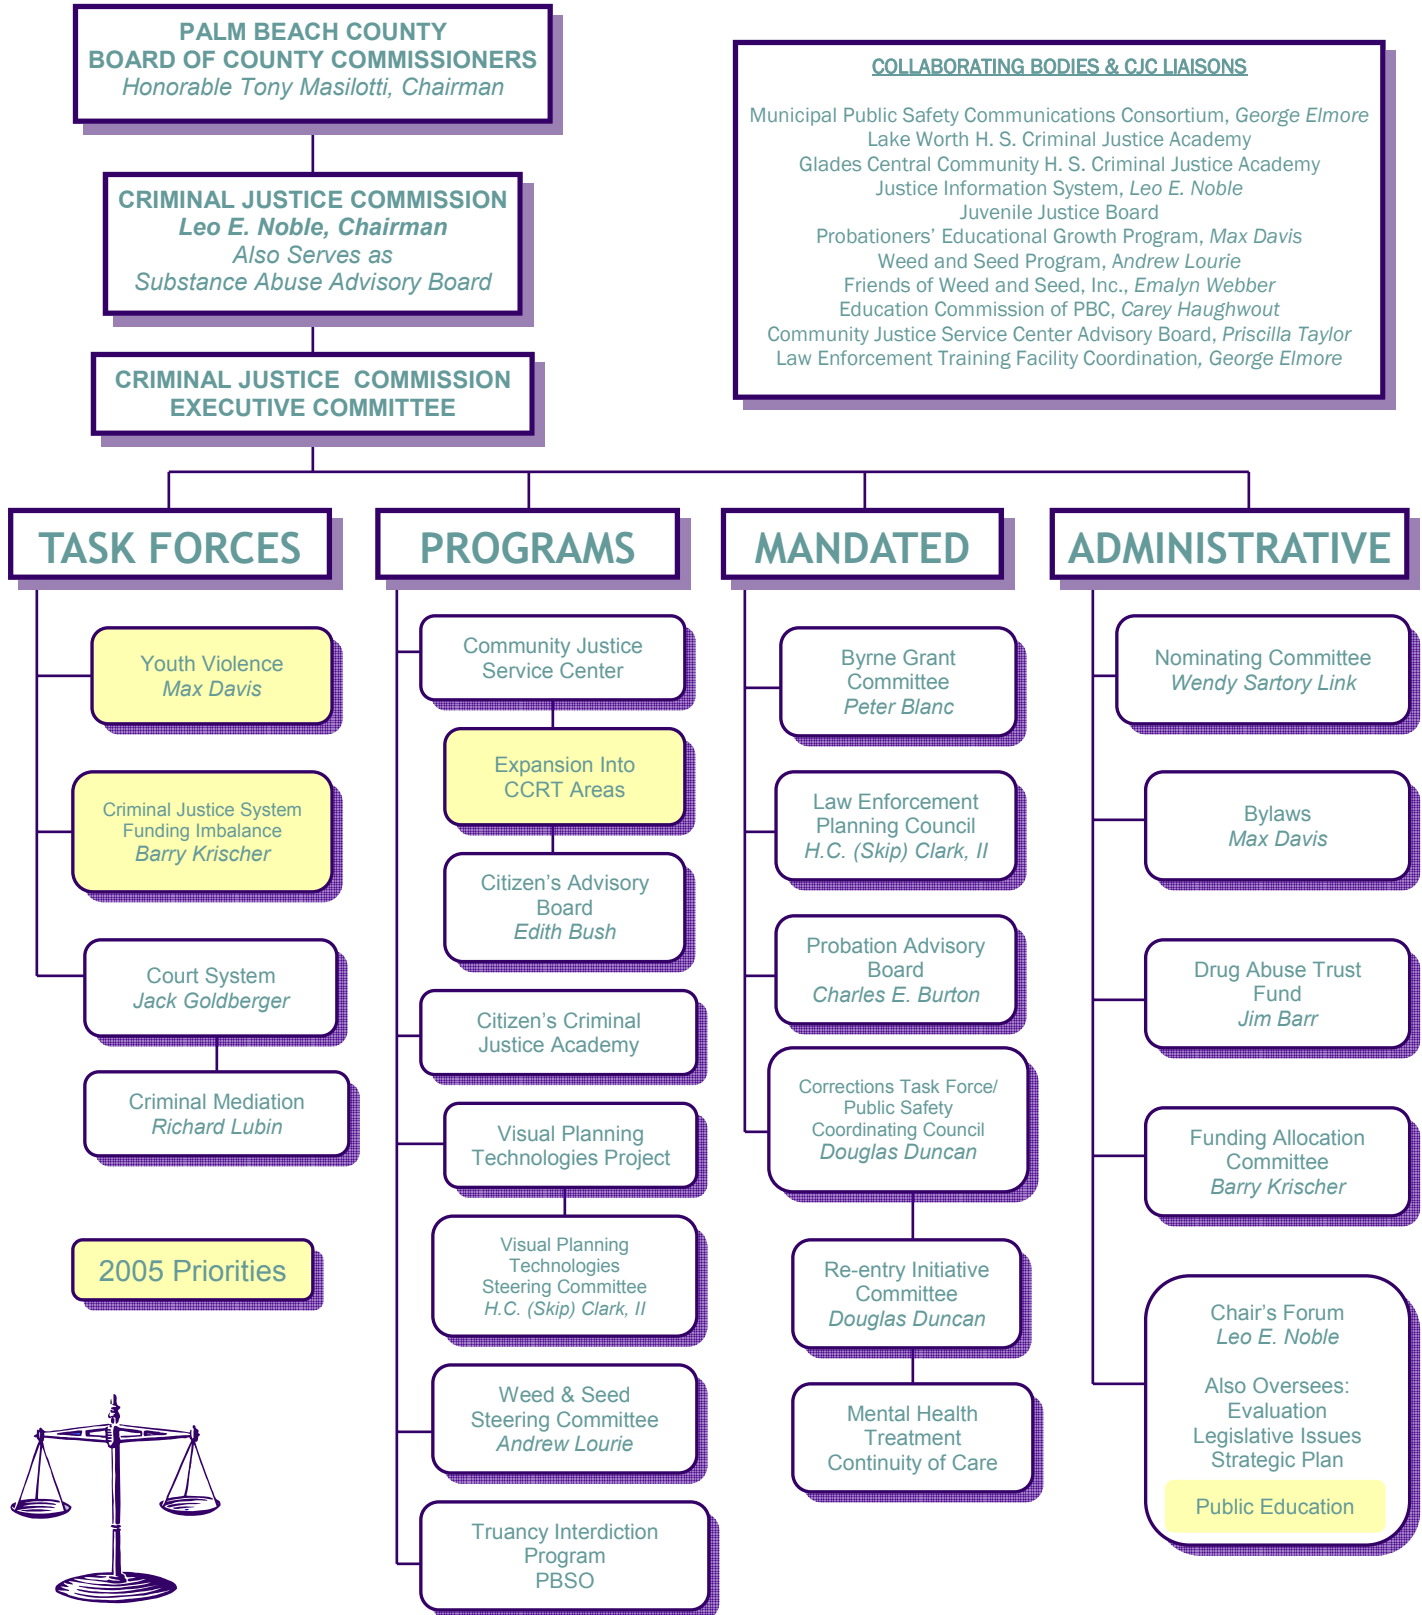 PALM BEACH COUNTY
BOARD OF COUNTY COMMISSIONERS
Honorable Tony Masilotti, Chairman
CRIMINAL JUSTICE COMMISSION
Leo E. Noble, Chairman
Also Serves as
Substance Abuse Advisory Board
CRIMINAL JUSTICE COMMISSION
EXECUTIVE COMMITTEE
COLLABORATING BODIES & CJC LIAISONS
Municipal Public Safety Communications Consortium, George Elmore
Lake Worth H. S. Criminal Justice Academy
Glades Central Community H. S. Criminal Justice Academy
Justice Information System, Leo E. Noble
Juvenile Justice Board
Probationers' Educational Growth Program, Max Davis
Weed and Seed Program, Andrew Lourie
Friends of Weed and Seed, Inc., Emalyn Webber
Education Commission of PBC, Carey Haughwout
Community Justice Service Center Advisory Board, Priscilla Taylor
Law Enforcement Training Facility Coordination, George Elmore
TASK FORCES
Youth Violence
Max Davis
Criminal Justice System
Funding Imbalance
Barry Krischer
Court System
Jack Goldberger
Criminal Mediation
Richard Lubin
2005 Priorities
PROGRAMS
Community Justice
Service Center
Expansion Into
CCRT Areas
Citizen's Advisory
Board
Edith Bush
Citizen's Criminal
Justice Academy
Visual Planning
Technologies Project
Visual Planning
Technologies
Steering Committee
H.C. (Skip) Clark, II
Weed & Seed
Steering Committee
Andrew Lourie
Truancy Interdiction
Program
PBSO
MANDATED
Byrne Grant
Committee
Peter Blanc
Law Enforcement
Planning Council
H.C. (Skip) Clark, II
Probation Advisory
Board
Charles E. Burton
Corrections Task Force/
Public Safety
Coordinating Council
Douglas Duncan
Re-entry Initiative
Committee
Douglas Duncan
Mental Health
Treatment
Continuity of Care
ADMINISTRATIVE
Nominating Committee
Wendy Sartory Link
Bylaws
Max Davis
Drug Abuse Trust
Fund
Jim Barr
Funding Allocation
Committee
Barry Krischer
Chair's Forum
Leo E. Noble
Also Oversees:
Evaluation
Legislative Issues
Strategic Plan
Public Education